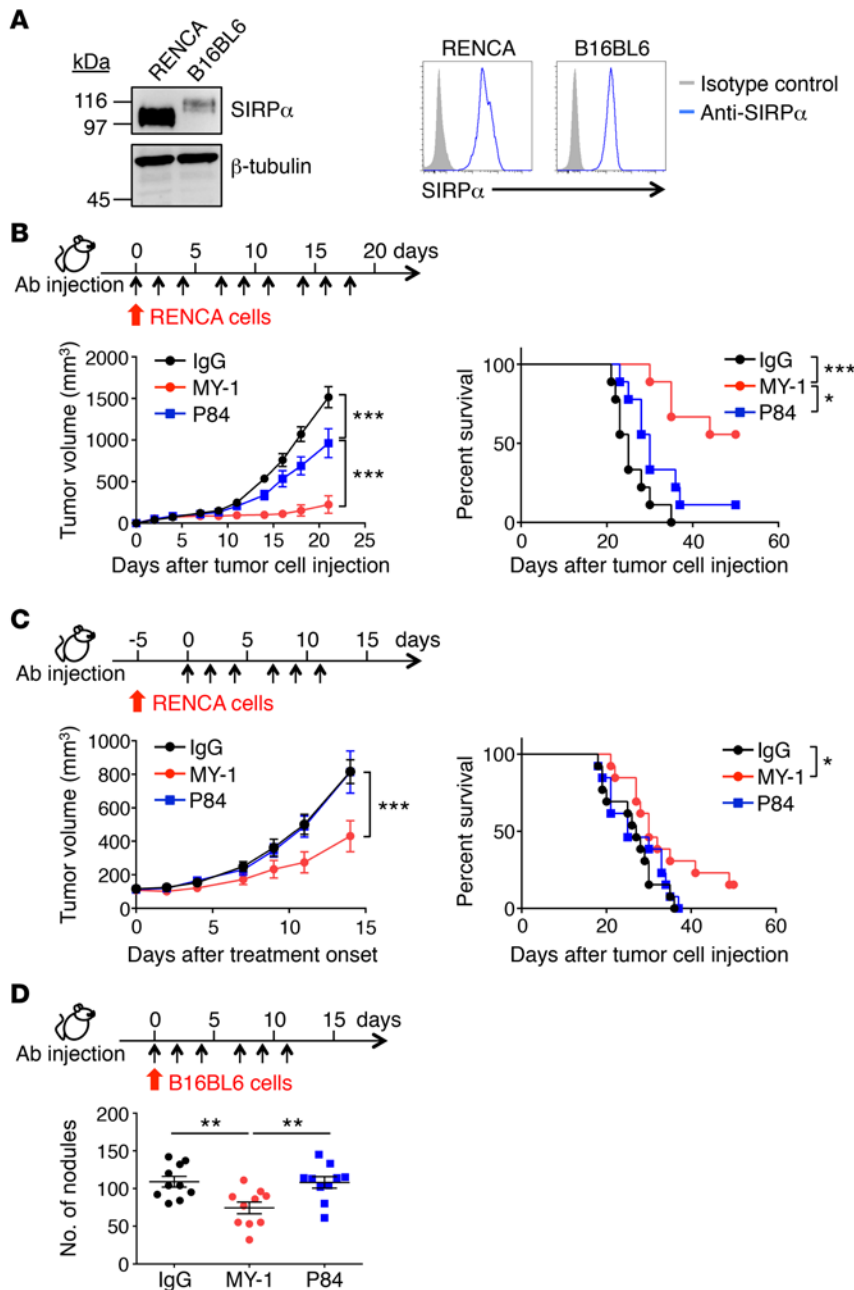 A
kDa
RENCA
B16BL6
116
97
SIRPα
β-tubulin
45
RENCA
B16BL6
Isotype control
Anti-SIRPα
SIRPα
B
0 5 10 15 20 days
Ab injection
RENCA cells
Tumor volume (mm³)
2000
1500
1000
500
0
IgG
MY-1
P84
***
***
0 5 10 15 20 25
Days after tumor cell injection
Percent survival
100
50
0
IgG
MY-1
P84
***
*
0 20 40 60
Days after tumor cell injection
C
-5 0 5 10 15 days
Ab injection
RENCA cells
Tumor volume (mm³)
1000
800
600
400
200
0
IgG
MY-1
P84
***
0 5 10 15
Days after treatment onset
Percent survival
100
50
0
IgG
MY-1
P84
*
0 20 40 60
Days after tumor cell injection
D
0 5 10 15 days
Ab injection
B16BL6 cells
No. of nodules
200
150
100
50
0
** **
IgG MY-1 P84